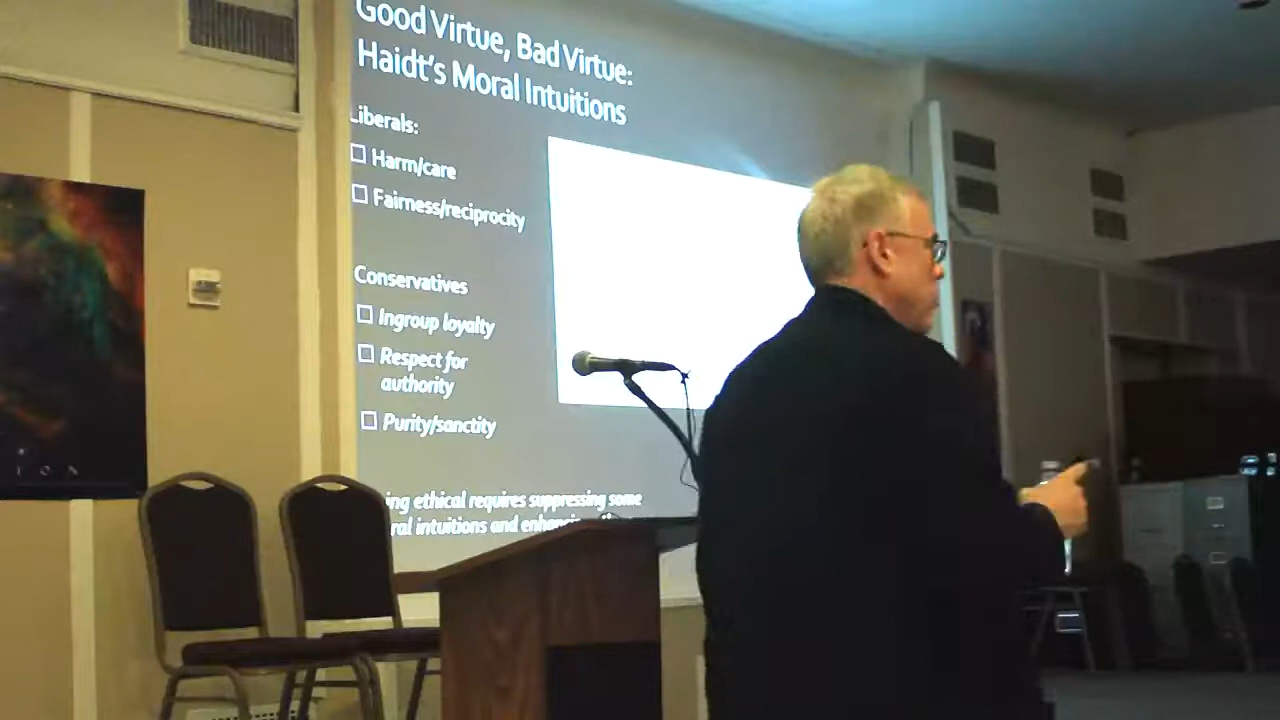 Good Virtue, Bad Virtue:
Haidt's Moral Intuitions
Liberals:
Harm/care
Fairness/reciprocity
Conservatives
Ingroup loyalty
Respect for
authority
Purity/sanctity
ing ethical requires suppressing some
ral intuitions and